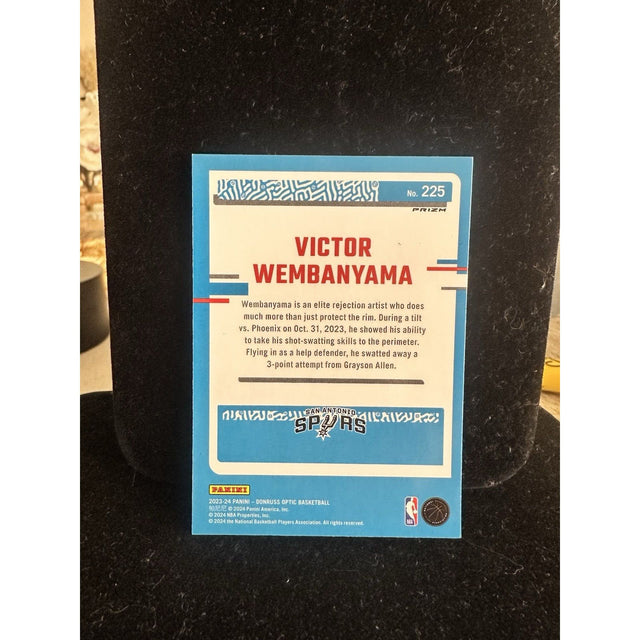 No. 225
PRIZM
VICTOR
WEMBANYAMA
Wembanyama is an elite rejection artist who does
much more than just protect the rim. During a tilt
vs. Phoenix on Oct. 31, 2023, he showed his ability
to take his shot-swatting skills to the perimeter.
Flying in as a help defender, he swatted away a
3-point attempt from Grayson Allen.
SAN ANTONIO
SPURS
PANINI
2023-24 PANINI – DONRUSS OPTIC BASKETBALL
帕尼尼 © 2024 Panini America, Inc.
© 2024 NBA Properties, Inc.
© 2024 the National Basketball Players Association. All rights reserved.
NBA